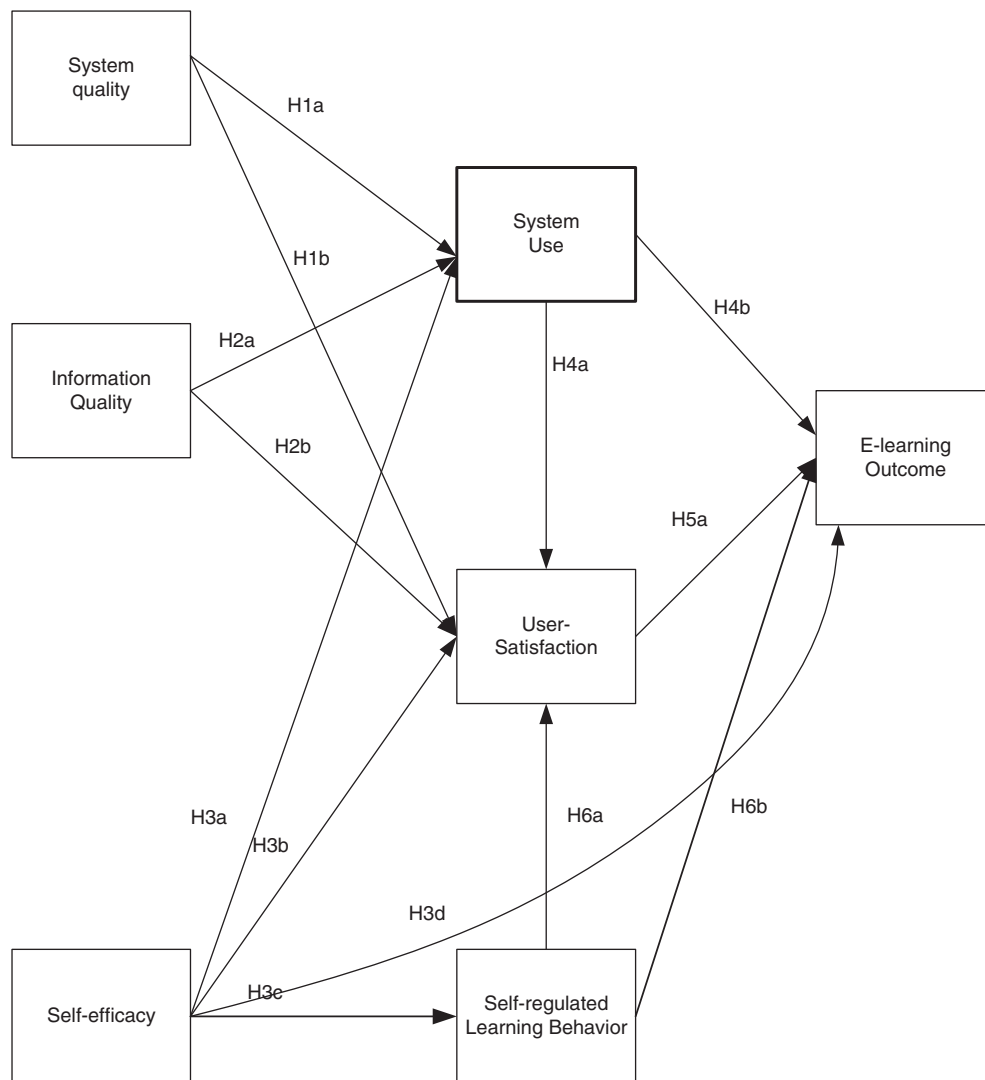 System
quality
H1a
System
Use
H1b
H4b
H2a
Information
Quality
H4a
H2b
E-learning
Outcome
H5a
User-
Satisfaction
H3a
H3b
H6a
H6b
H3d
H3c
Self-efficacy
Self-regulated
Learning Behavior